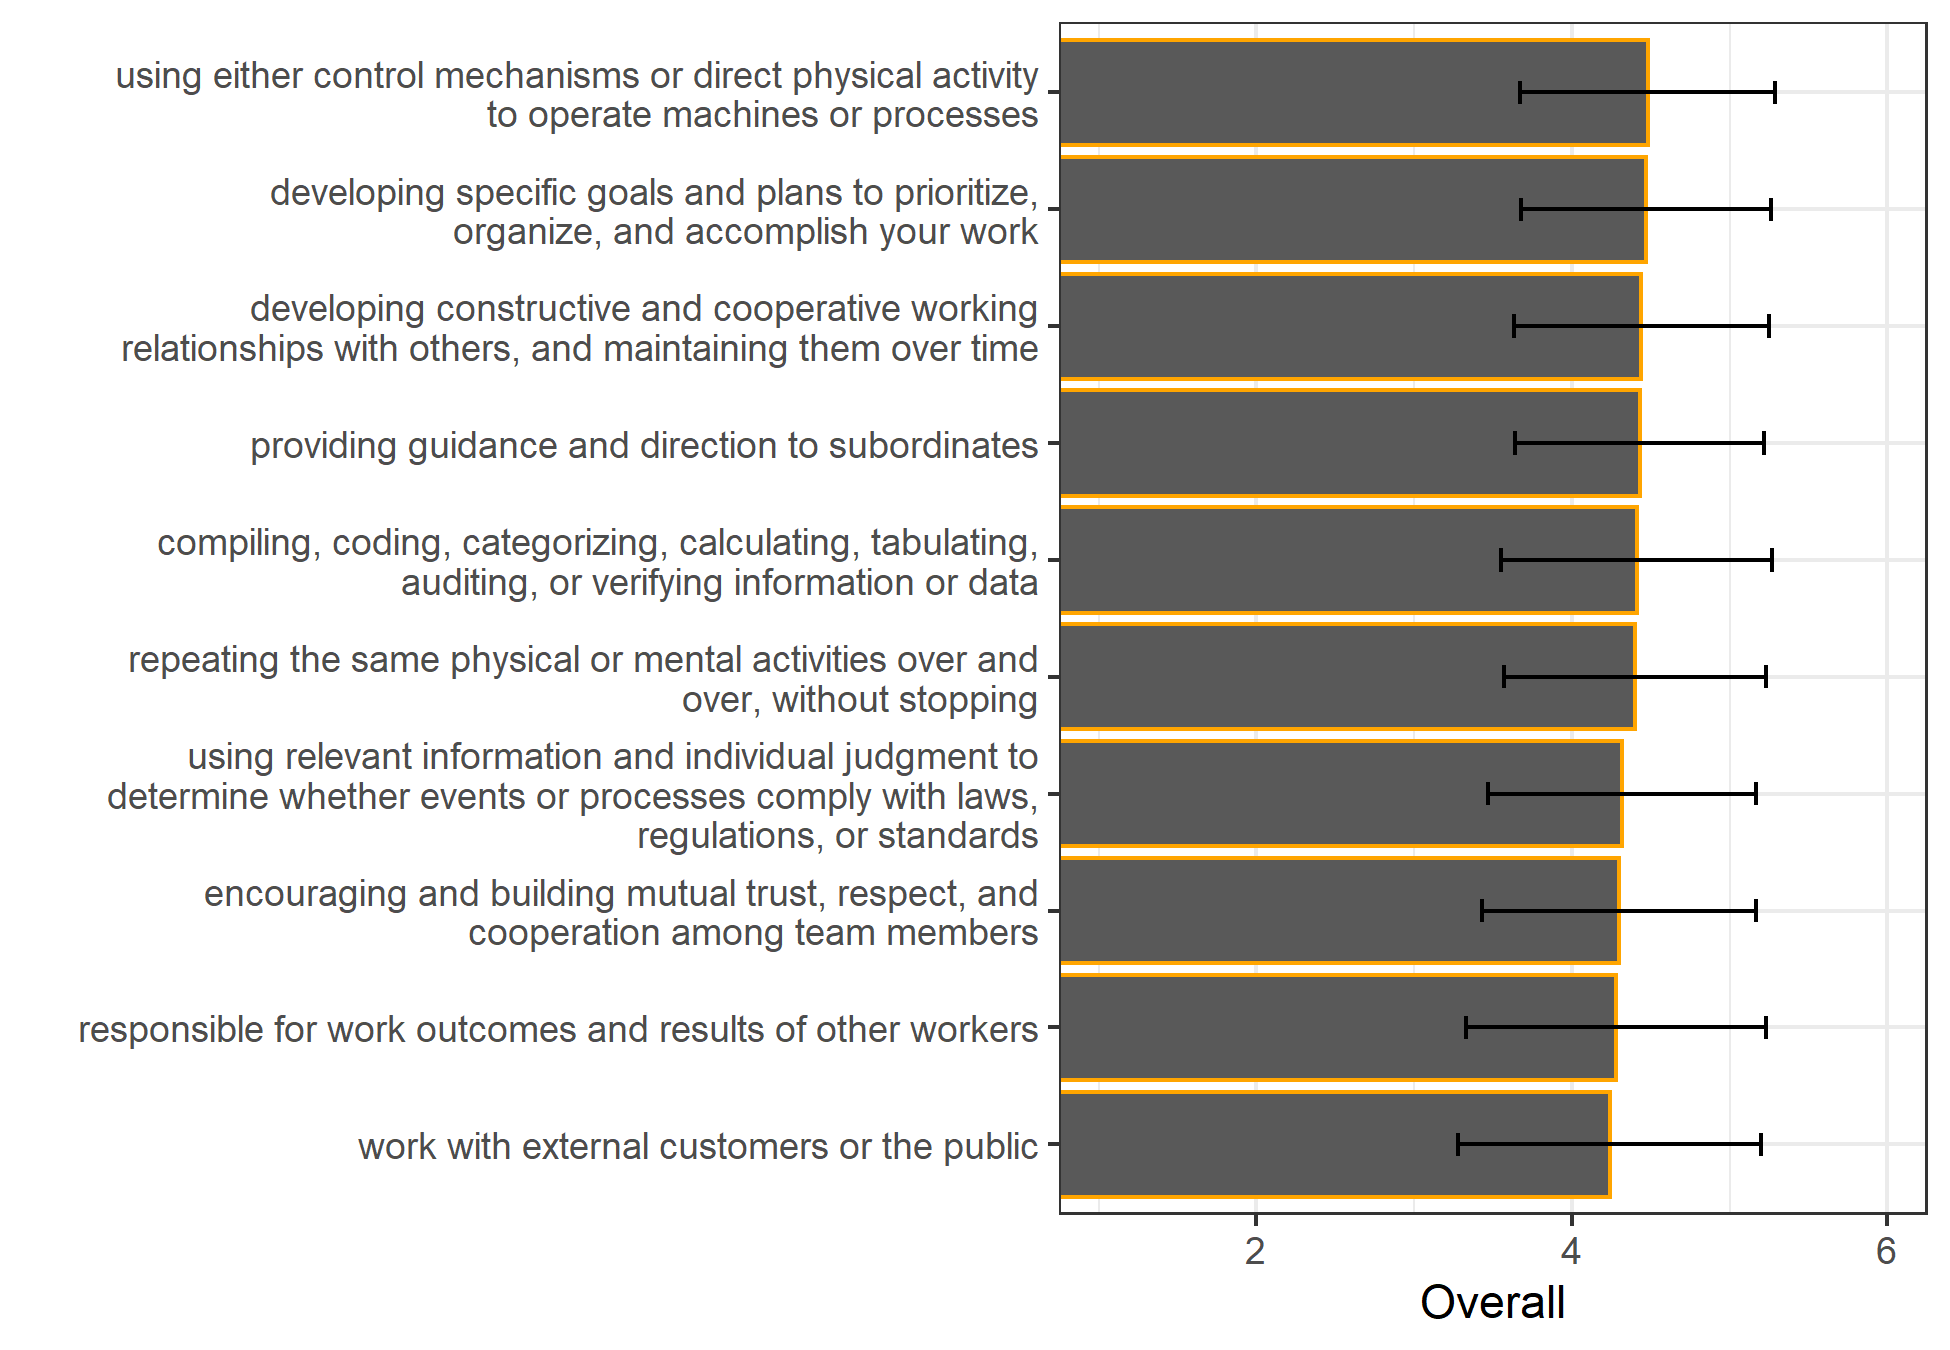 using either control mechanisms or direct physical activity
to operate machines or processes
developing specific goals and plans to prioritize,
organize, and accomplish your work
developing constructive and cooperative working
relationships with others, and maintaining them over time
providing guidance and direction to subordinates
compiling, coding, categorizing, calculating, tabulating,
auditing, or verifying information or data
repeating the same physical or mental activities over and
over, without stopping
using relevant information and individual judgment to
determine whether events or processes comply with laws,
regulations, or standards
encouraging and building mutual trust, respect, and
cooperation among team members
responsible for work outcomes and results of other workers
work with external customers or the public
2 4 6
Overall